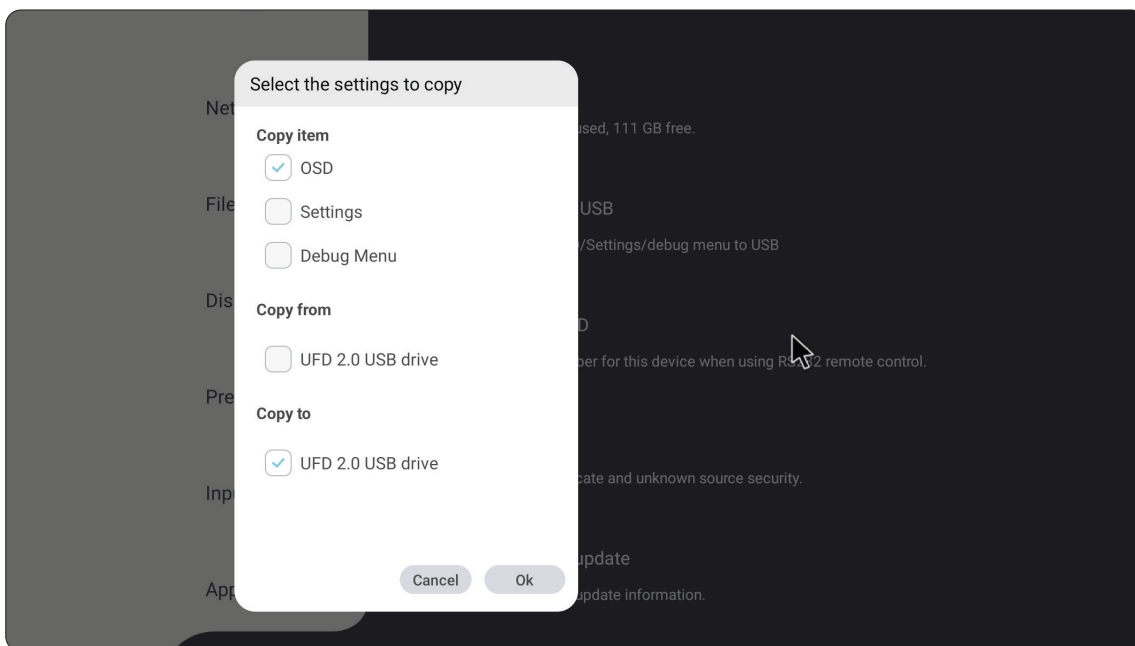 Select the settings to copy
Net
used, 111 GB free.
Copy item
OSD
File
USB
Settings
/Settings/debug menu to USB
Debug Menu
Dis
Copy from
D
UFD 2.0 USB drive
ber for this device when using RS232 remote control.
Pre
Copy to
UFD 2.0 USB drive
cate and unknown source security.
Inp
update
Cancel Ok
App
update information.